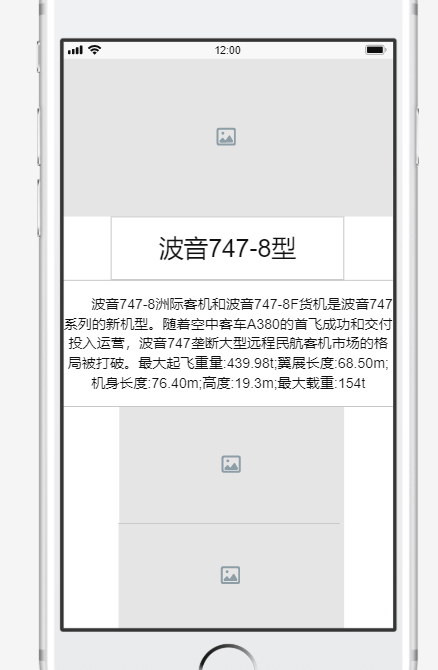 12:00
波音747-8型
波音747-8洲际客机和波音747-8F货机是波音747
系列的新机型。随着空中客车A380的首飞成功和交付
投入运营，波音747垄断大型远程民航客机市场的格
局被打破。最大起飞重量:439.98t;翼展长度:68.50m;
机身长度:76.40m;高度:19.3m;最大载重:154t